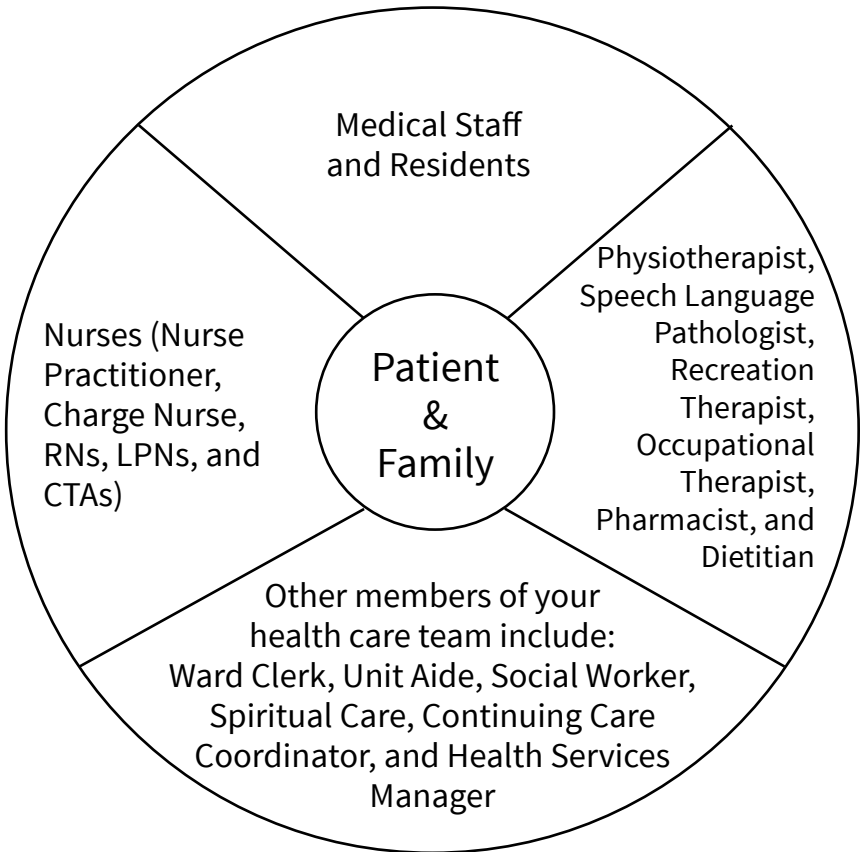 Medical Staff
and Residents
Physiotherapist,
Speech Language
Pathologist,
Recreation
Therapist,
Occupational
Therapist,
Pharmacist, and
Dietitian
Nurses (Nurse
Practitioner,
Charge Nurse,
RNs, LPNs, and
CTAs)
Patient
&
Family
Other members of your
health care team include:
Ward Clerk, Unit Aide, Social Worker,
Spiritual Care, Continuing Care
Coordinator, and Health Services
Manager